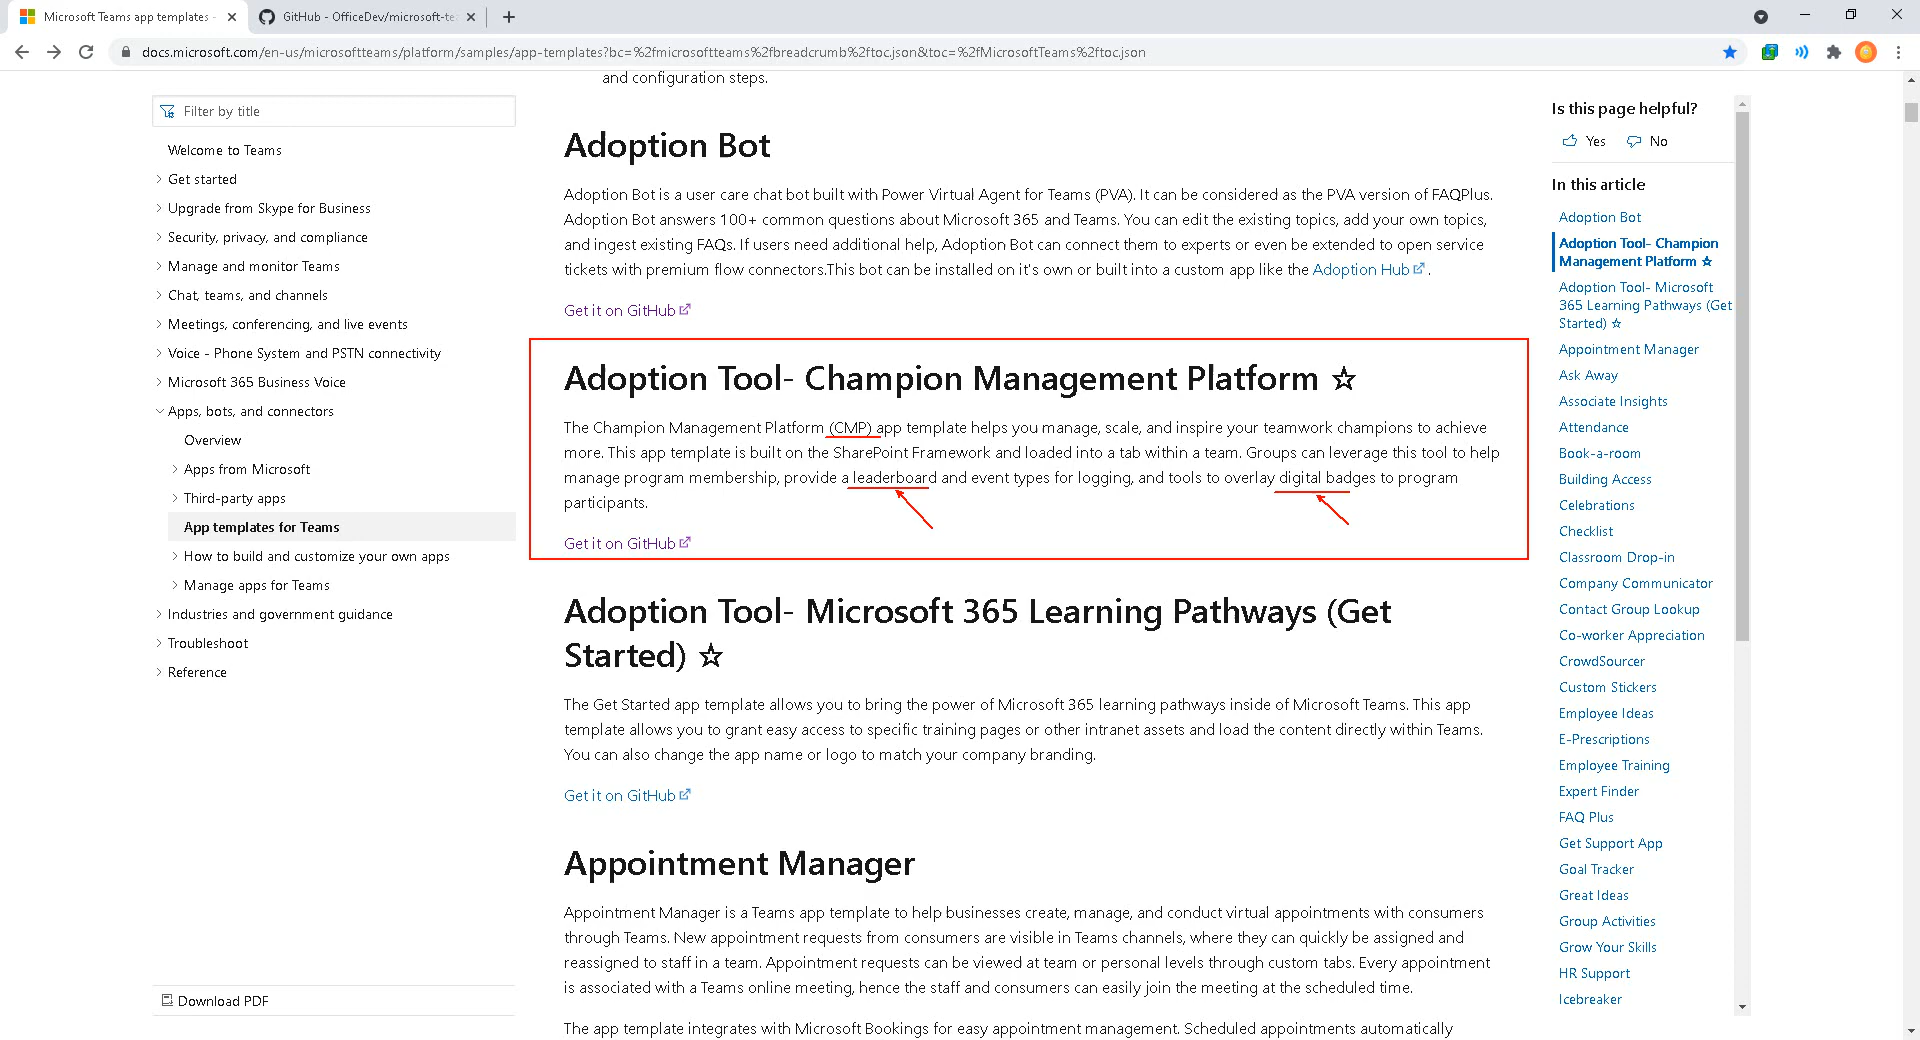 Microsoft Teams app templates -
GitHub - OfficeDev/microsoft-te
docs.microsoft.com/en-us/microsoftteams/platform/samples/app-templates?bc=%2fmicrosoftteams%2fbreadcrumb%2ftoc.json&toc=%2fMicrosoftTeams%2ftoc.json
Filter by title
Welcome to Teams
Get started
Upgrade from Skype for Business
Security, privacy, and compliance
Manage and monitor Teams
Chat, teams, and channels
Meetings, conferencing, and live events
Voice - Phone System and PSTN connectivity
Microsoft 365 Business Voice
Apps, bots, and connectors
Overview
Apps from Microsoft
Third-party apps
App templates for Teams
How to build and customize your own apps
Manage apps for Teams
Industries and government guidance
Troubleshoot
Reference
Download PDF
and configuration steps.
Adoption Bot
Adoption Bot is a user care chat bot built with Power Virtual Agent for Teams (PVA). It can be considered as the PVA version of FAQPlus.
Adoption Bot answers 100+ common questions about Microsoft 365 and Teams. You can edit the existing topics, add your own topics,
and ingest existing FAQs. If users need additional help, Adoption Bot can connect them to experts or even be extended to open service
tickets with premium flow connectors.This bot can be installed on it's own or built into a custom app like the Adoption Hub.
Get it on GitHub
Adoption Tool- Champion Management Platform ☆
The Champion Management Platform (CMP) app template helps you manage, scale, and inspire your teamwork champions to achieve
more. This app template is built on the SharePoint Framework and loaded into a tab within a team. Groups can leverage this tool to help
manage program membership, provide a leaderboard and event types for logging, and tools to overlay digital badges to program
participants.
Get it on GitHub
Adoption Tool- Microsoft 365 Learning Pathways (Get
Started) ☆
The Get Started app template allows you to bring the power of Microsoft 365 learning pathways inside of Microsoft Teams. This app
template allows you to grant easy access to specific training pages or other intranet assets and load the content directly within Teams.
You can also change the app name or logo to match your company branding.
Get it on GitHub
Appointment Manager
Appointment Manager is a Teams app template to help businesses create, manage, and conduct virtual appointments with consumers
through Teams. New appointment requests from consumers are visible in Teams channels, where they can quickly be assigned and
reassigned to staff in a team. Appointment requests can be viewed at team or personal levels through custom tabs. Every appointment
is associated with a Teams online meeting, hence the staff and consumers can easily join the meeting at the scheduled time.
The app template integrates with Microsoft Bookings for easy appointment management. Scheduled appointments automatically
Is this page helpful?
Yes No
In this article
Adoption Bot
Adoption Tool- Champion
Management Platform ☆
Adoption Tool- Microsoft
365 Learning Pathways (Get
Started) ☆
Appointment Manager
Ask Away
Associate Insights
Attendance
Book-a-room
Building Access
Celebrations
Checklist
Classroom Drop-in
Company Communicator
Contact Group Lookup
Co-worker Appreciation
CrowdSourcer
Custom Stickers
Employee Ideas
E-Prescriptions
Employee Training
Expert Finder
FAQ Plus
Get Support App
Goal Tracker
Great Ideas
Group Activities
Grow Your Skills
HR Support
Icebreaker